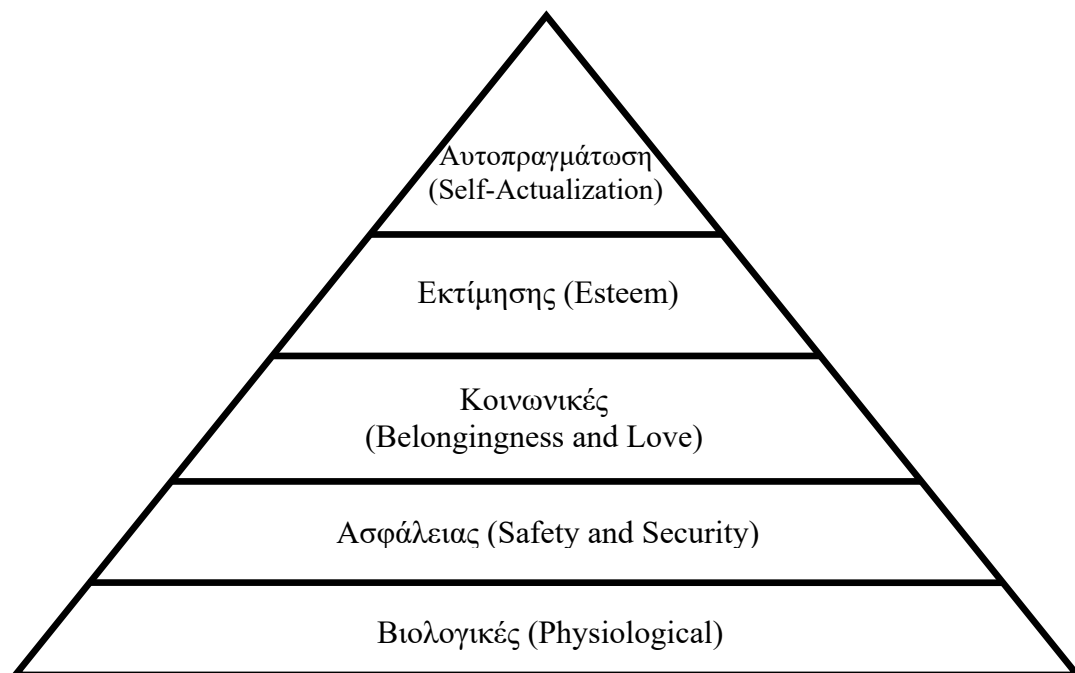 Αυτοπραγμάτωση
(Self-Actualization)
Εκτίμησης (Esteem)
Κοινωνικές
(Belongingness and Love)
Ασφάλειας (Safety and Security)
Βιολογικές (Physiological)